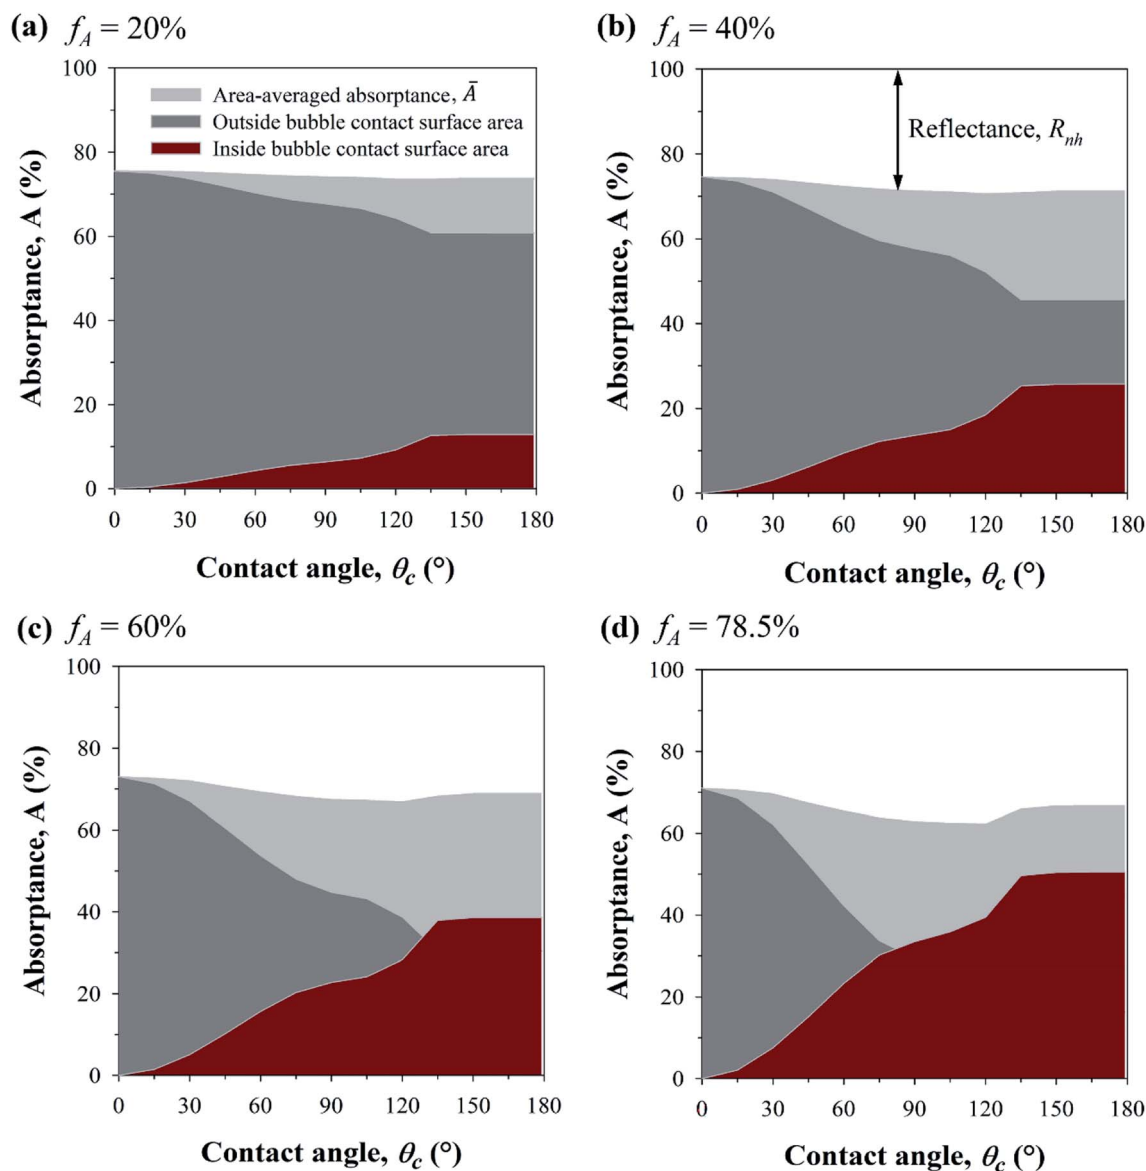 (a) f_A = 20%
100
80
60
40
20
0
Absorptance, A (%)
Area-averaged absorptance, Ā
Outside bubble contact surface area
Inside bubble contact surface area
0 30 60 90 120 150 180
Contact angle, θ_c (°)
(b) f_A = 40%
100
80
60
40
20
0
Absorptance, A (%)
Reflectance, R_nh
0 30 60 90 120 150 180
Contact angle, θ_c (°)
(c) f_A = 60%
100
80
60
40
20
0
Absorptance, A (%)
0 30 60 90 120 150 180
Contact angle, θ_c (°)
(d) f_A = 78.5%
100
80
60
40
20
0
Absorptance, A (%)
0 30 60 90 120 150 180
Contact angle, θ_c (°)